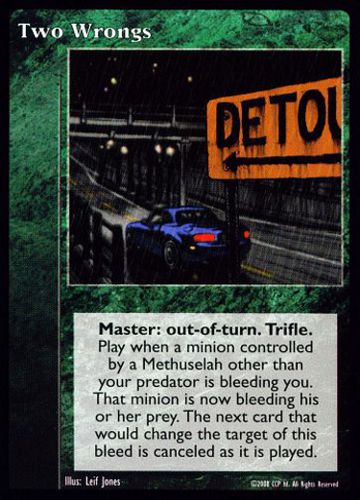 Two Wrongs
DETOU
Master: out-of-turn. Trifle.
Play when a minion controlled
by a Methuselah other than
your predator is bleeding you.
That minion is now bleeding his
or her prey. The next card that
would change the target of this
bleed is canceled as it is played.
Illus: Leif Jones
©2008 CCP hf. All Rights Reserved